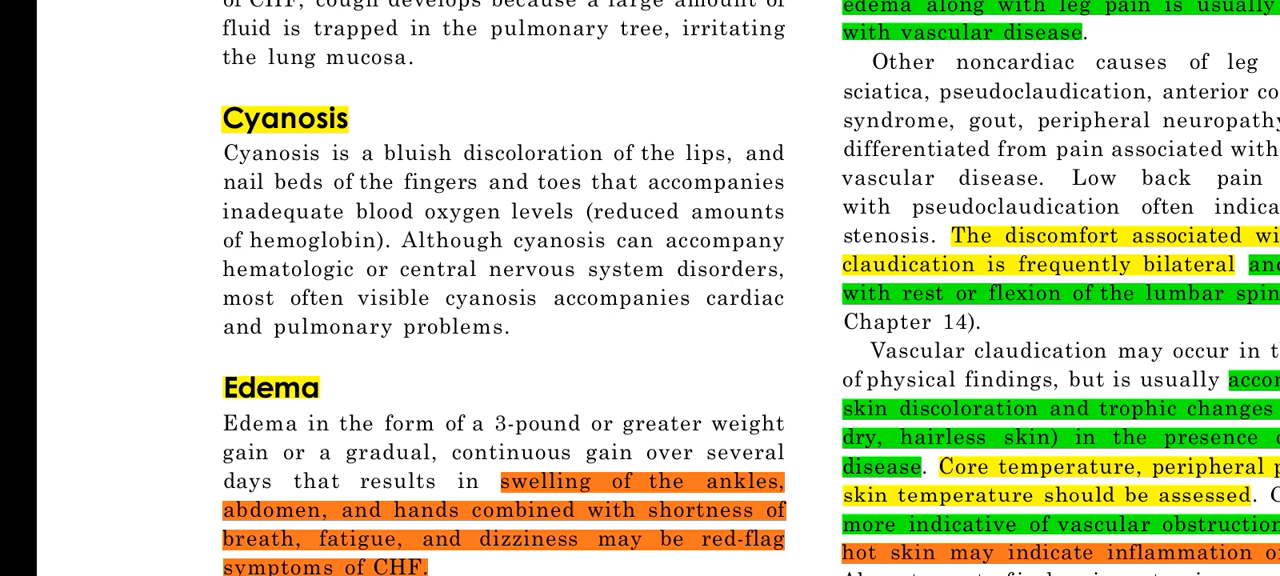 of CHF, cough develops because a large amount of
fluid is trapped in the pulmonary tree, irritating
the lung mucosa.
Cyanosis
Cyanosis is a bluish discoloration of the lips, and
nail beds of the fingers and toes that accompanies
inadequate blood oxygen levels (reduced amounts
of hemoglobin). Although cyanosis can accompany
hematologic or central nervous system disorders,
most often visible cyanosis accompanies cardiac
and pulmonary problems.
Edema
Edema in the form of a 3-pound or greater weight
gain or a gradual, continuous gain over several
days that results in swelling of the ankles,
abdomen, and hands combined with shortness of
breath, fatigue, and dizziness may be red-flag
symptoms of CHF.
edema along with leg pain is usually
with vascular disease.
Other noncardiac causes of leg
sciatica, pseudoclaudication, anterior
syndrome, gout, peripheral neuropathy
differentiated from pain associated with
vascular disease. Low back pain
with pseudoclaudication often
stenosis. The discomfort associated
claudication is frequently bilateral
with rest or flexion of the lumbar
Chapter 14).
Vascular claudication may occur in
of physical findings, but is usually
skin discoloration and trophic changes
dry, hairless skin) in the presence
disease. Core temperature, peripheral
skin temperature should be assessed.
more indicative of vascular obstruction
hot skin may indicate inflammation